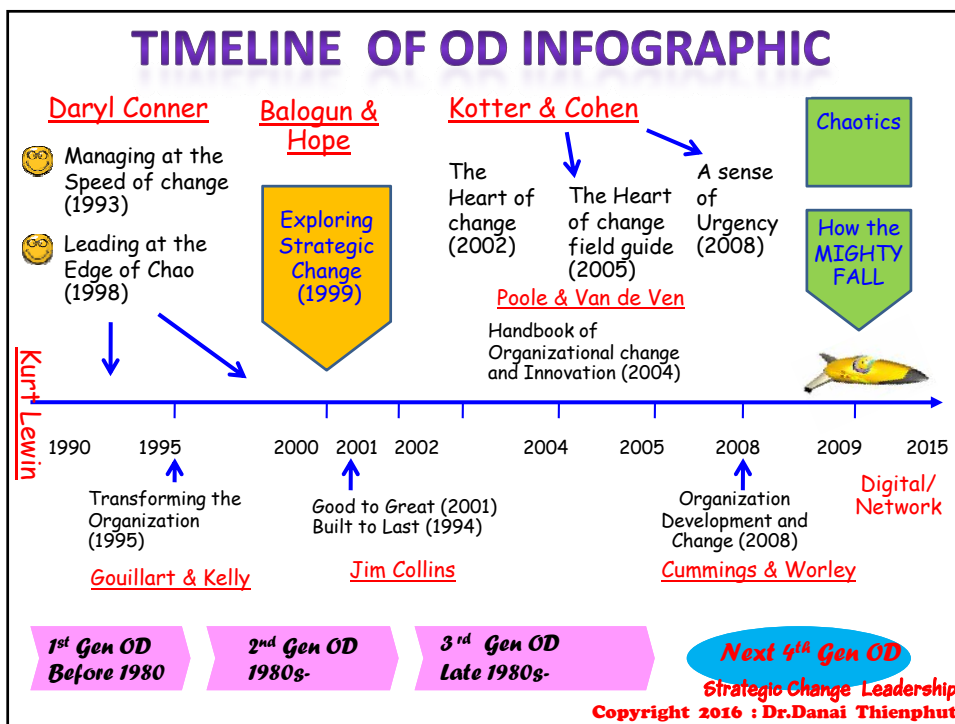 TIMELINE OF OD INFOGRAPHIC
Daryl Conner
Managing at the
Speed of change
(1993)
Leading at the
Edge of Chao
(1998)
Balogun &
Hope
Exploring
Strategic
Change
(1999)
Kotter & Cohen
The
Heart of
change
(2002)
The Heart
of change
field guide
(2005)
A sense
of
Urgency
(2008)
Poole & Van de Ven
Handbook of
Organizational change
and Innovation (2004)
Chaotics
How the
MIGHTY
FALL
Kurt Lewin
1990 1995 2000 2001 2002 2004 2005 2008 2009 2015
Transforming the
Organization
(1995)
Gouillart & Kelly
Good to Great (2001)
Built to Last (1994)
Jim Collins
Organization
Development and
Change (2008)
Cummings & Worley
Digital/
Network
1st Gen OD
Before 1980
2nd Gen OD
1980s-
3rd Gen OD
Late 1980s-
Next 4th Gen OD
Strategic Change Leadership
Copyright 2016 : Dr.Danai Thienphut